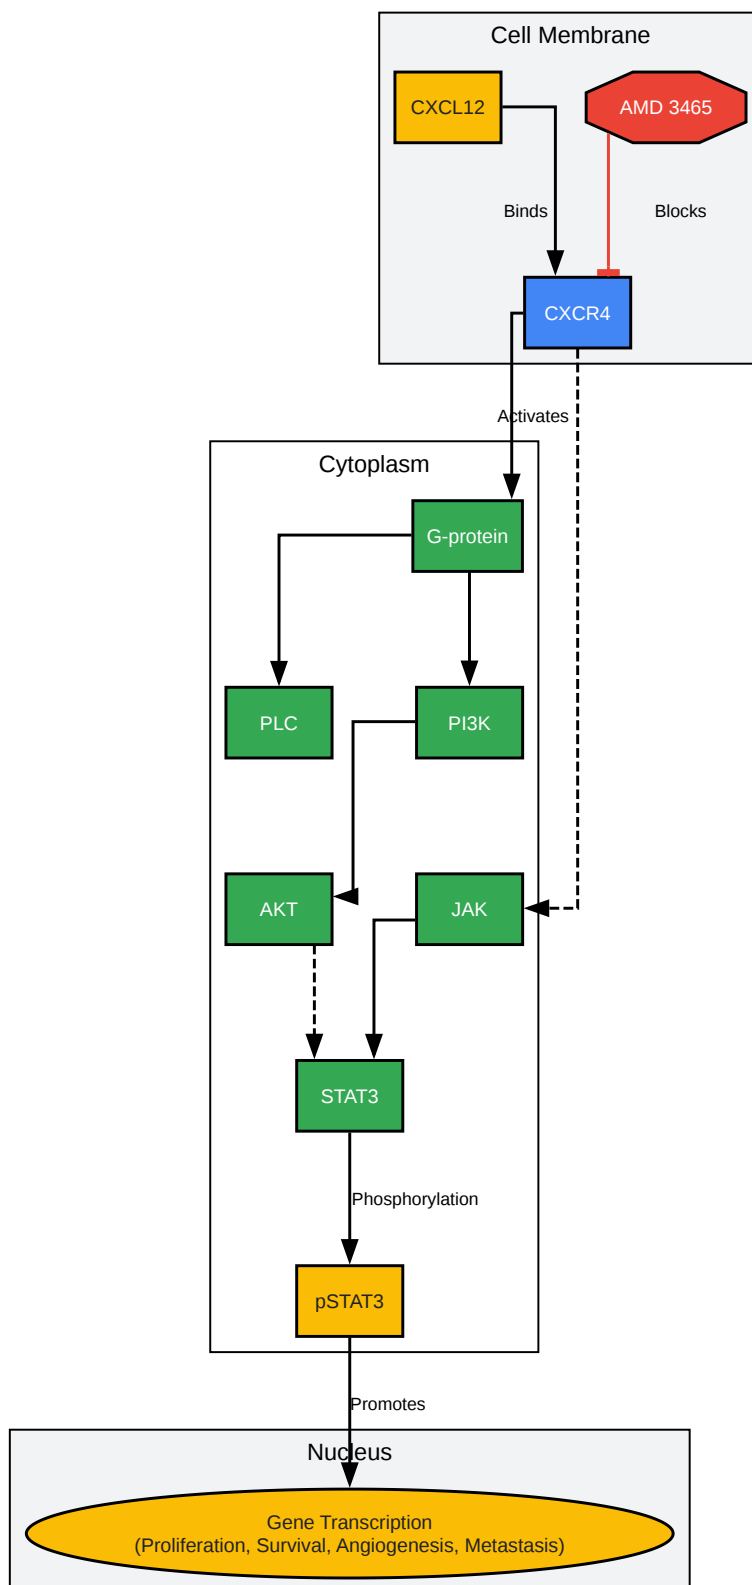 Cell Membrane
CXCL12
AMD 3465
Binds
Blocks
CXCR4
Activates
Cytoplasm
G-protein
PLC
PI3K
AKT
JAK
STAT3
Phosphorylation
pSTAT3
Promotes
Nucleus
Gene Transcription
(Proliferation, Survival, Angiogenesis, Metastasis)